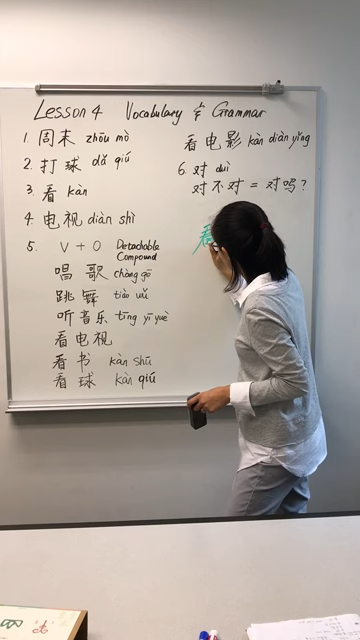 Lesson 4 Vocabulary & Grammar
1. 周末 zhōu mò
2. 打球 dǎ qiú
3. 看 kàn
4. 电视 diàn shì
5. V + O Detachable Compound
唱歌 chàng gē
跳舞 tiào wǔ
听音乐 tīng yīn yuè
看电视
看书 kàn shū
看球 kàn qiú
看电影 kàn diàn yǐng
6. 对 duì
对不对 = 对吗?
看